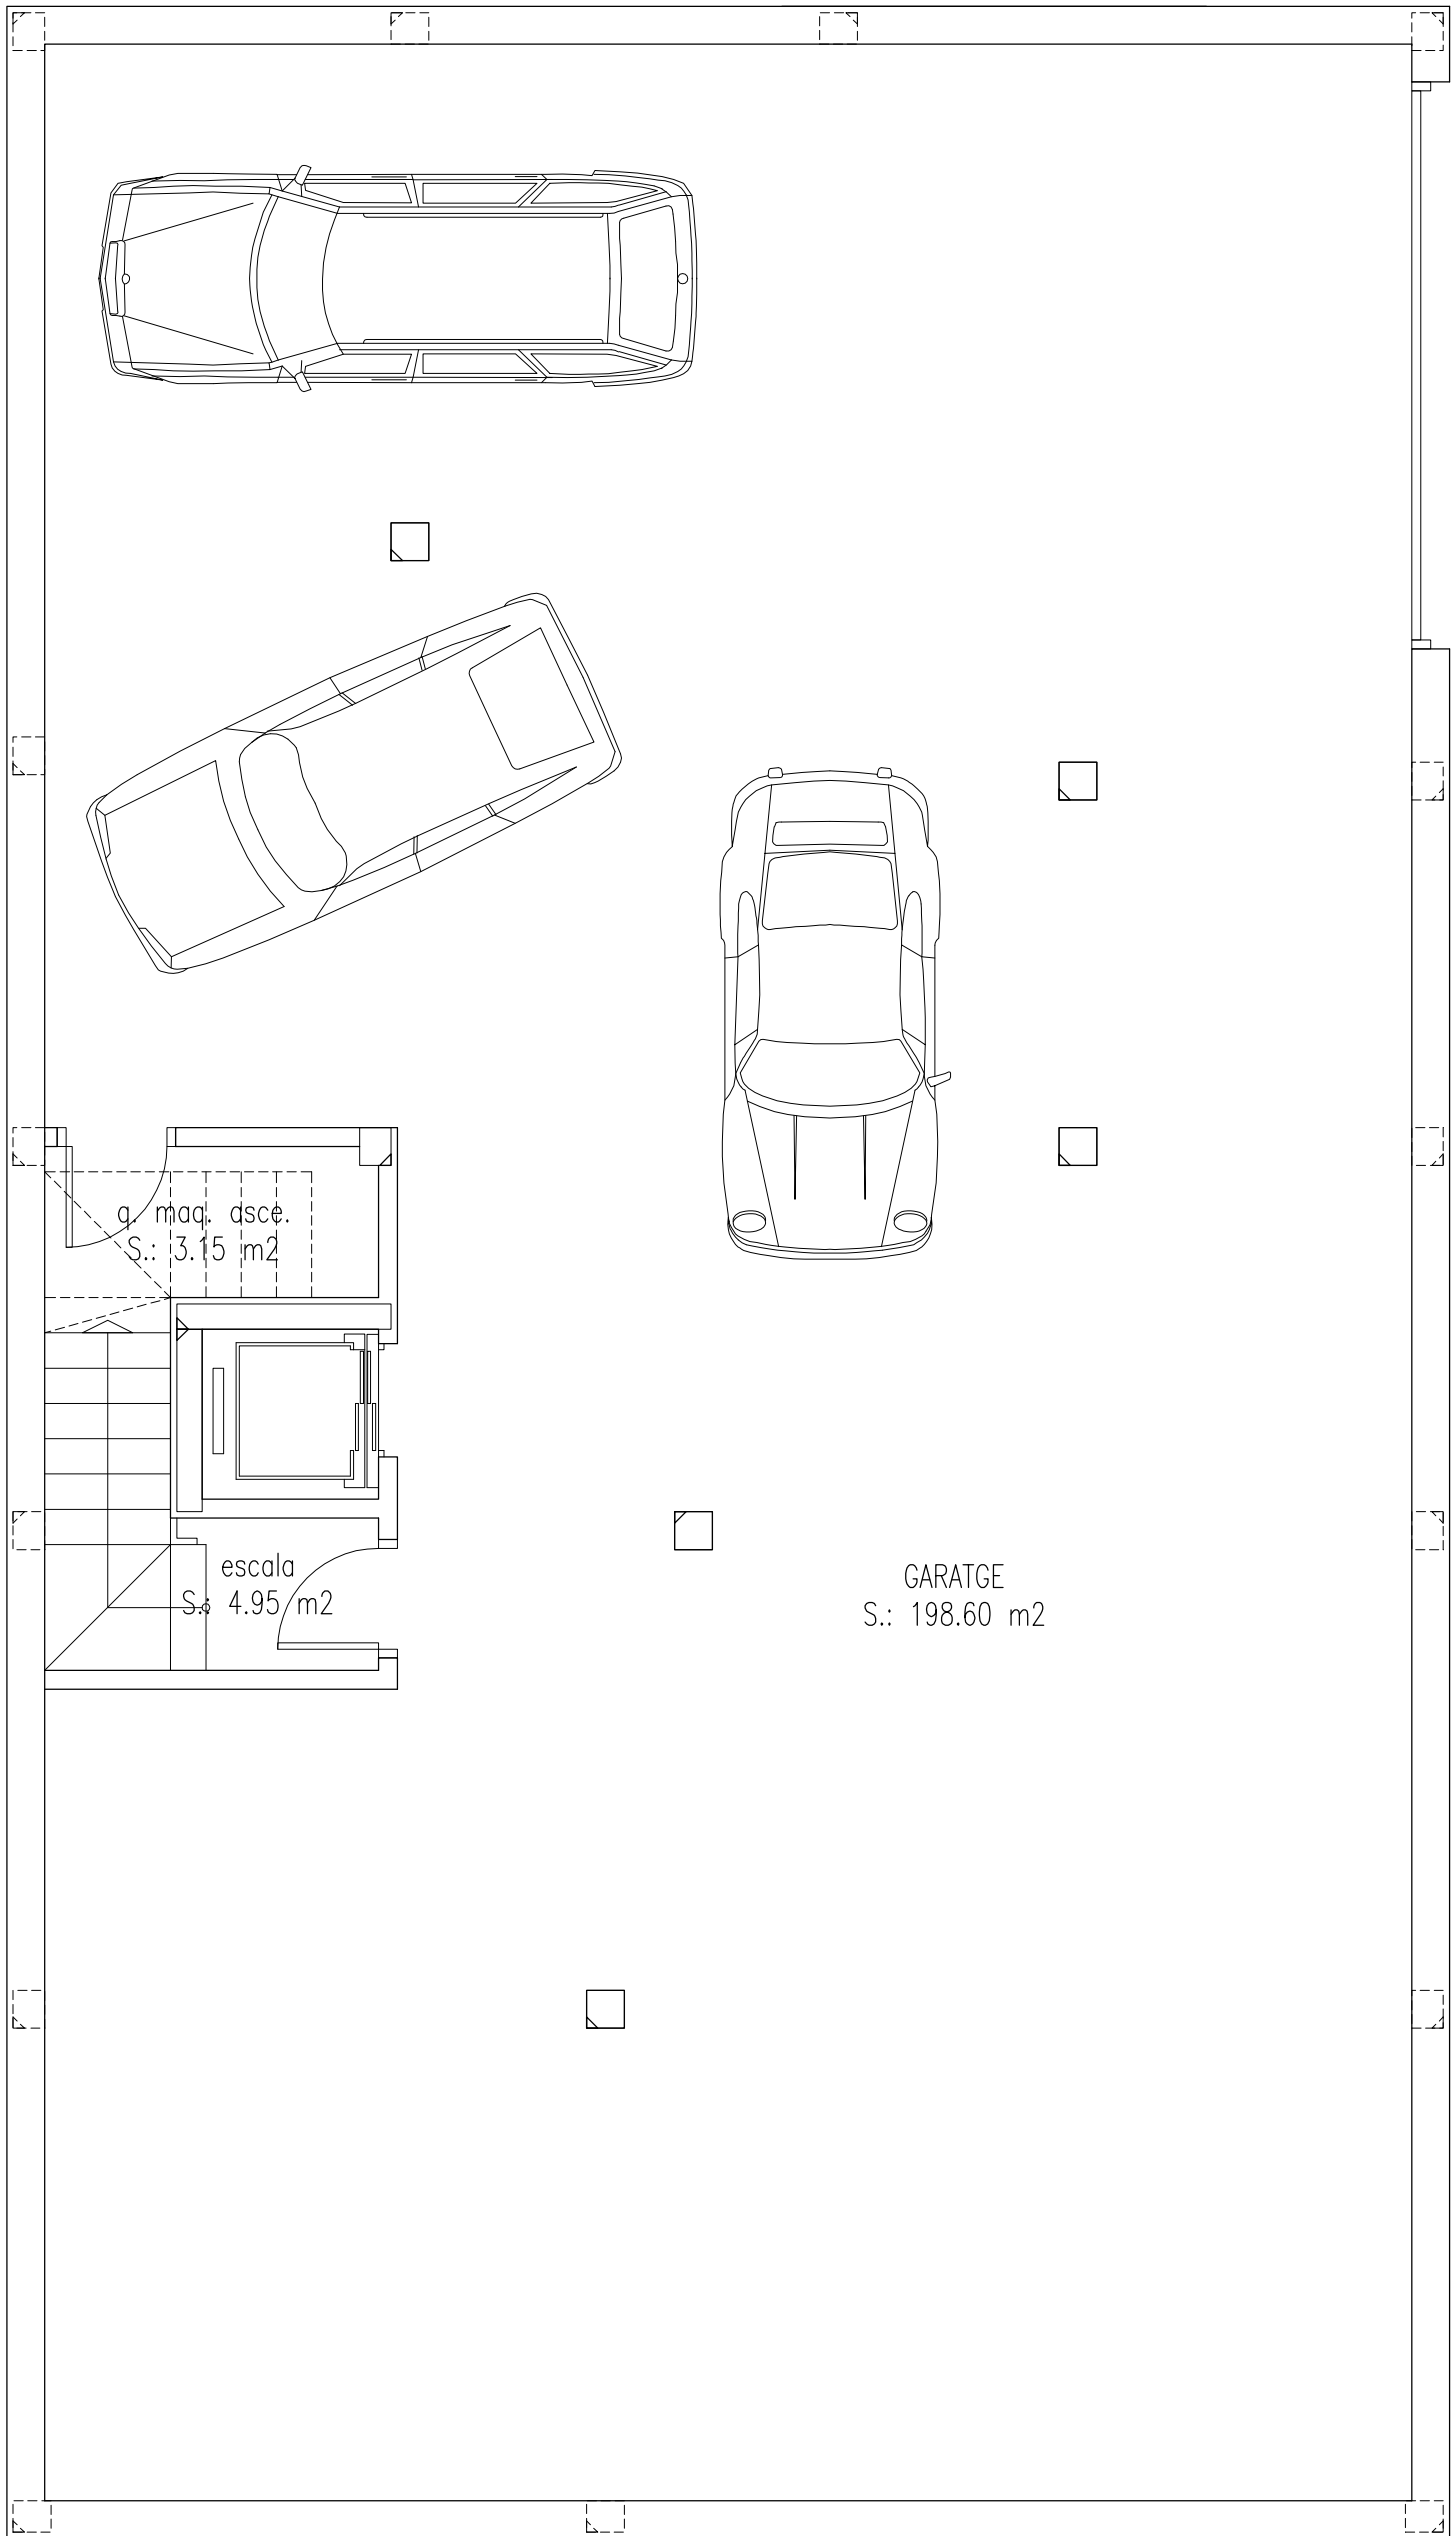 q. maq. asce.
S.: 3.15 m2
escala
S.: 4.95 m2
GARATGE
S.: 198.60 m2